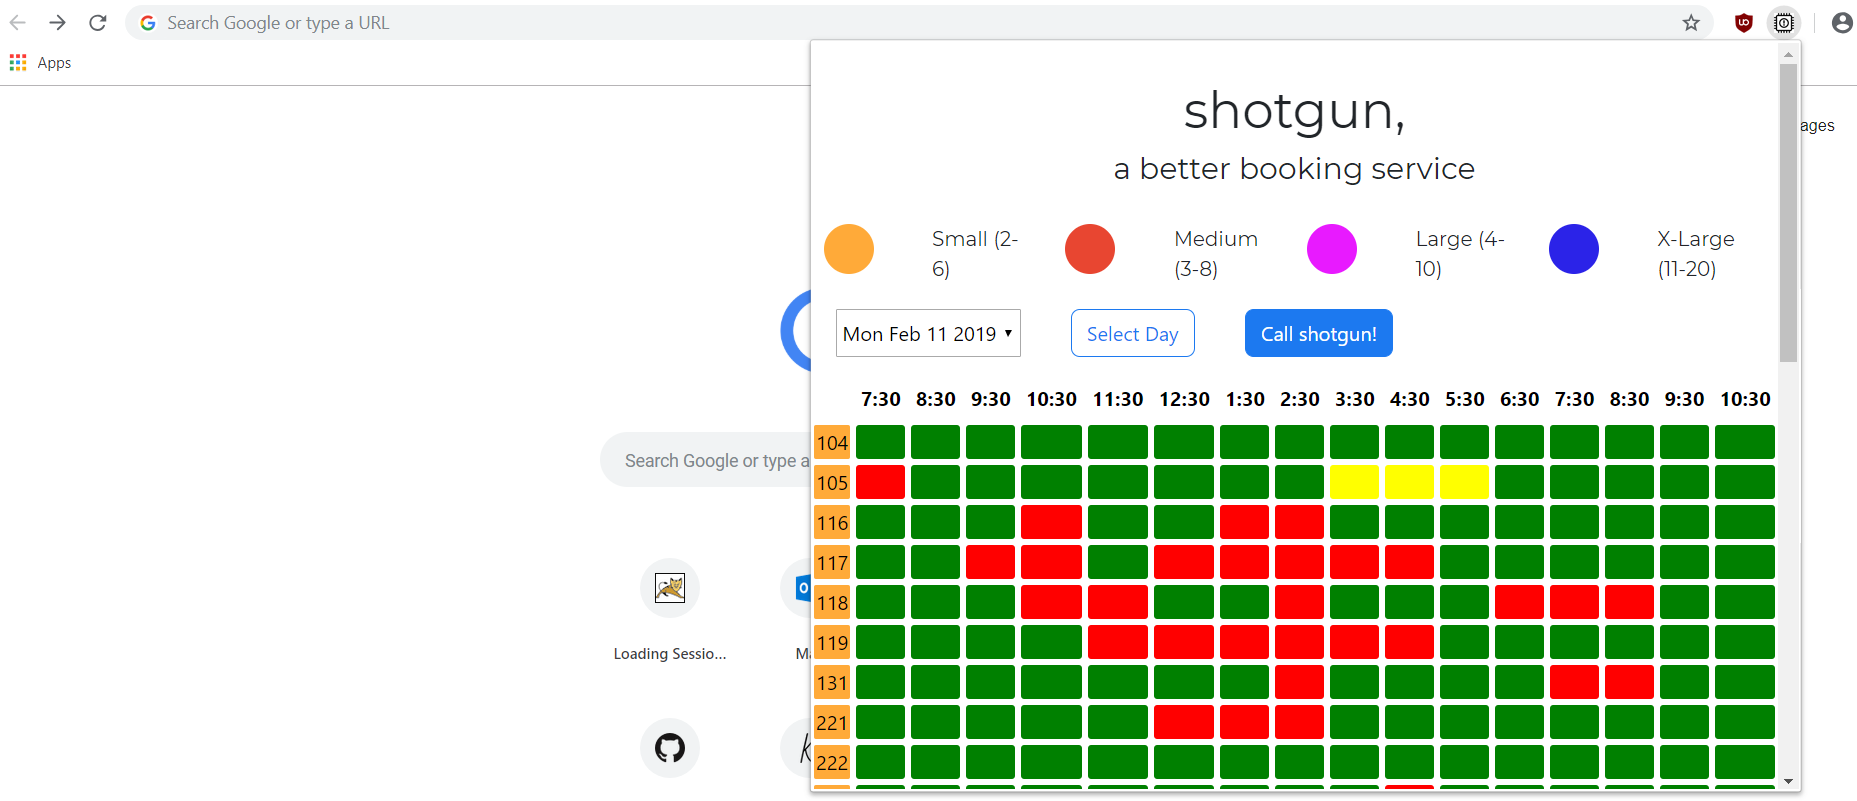 Search Google or type a URL
Apps
ages
shotgun,
a better booking service
Small (2-
6)
Medium
(3-8)
Large (4-
10)
X-Large
(11-20)
Mon Feb 11 2019
Select Day
Call shotgun!
7:30 8:30 9:30 10:30 11:30 12:30 1:30 2:30 3:30 4:30 5:30 6:30 7:30 8:30 9:30 10:30
104
105
116
117
118
119
131
221
222
Search Google or type a
Loading Sessio...